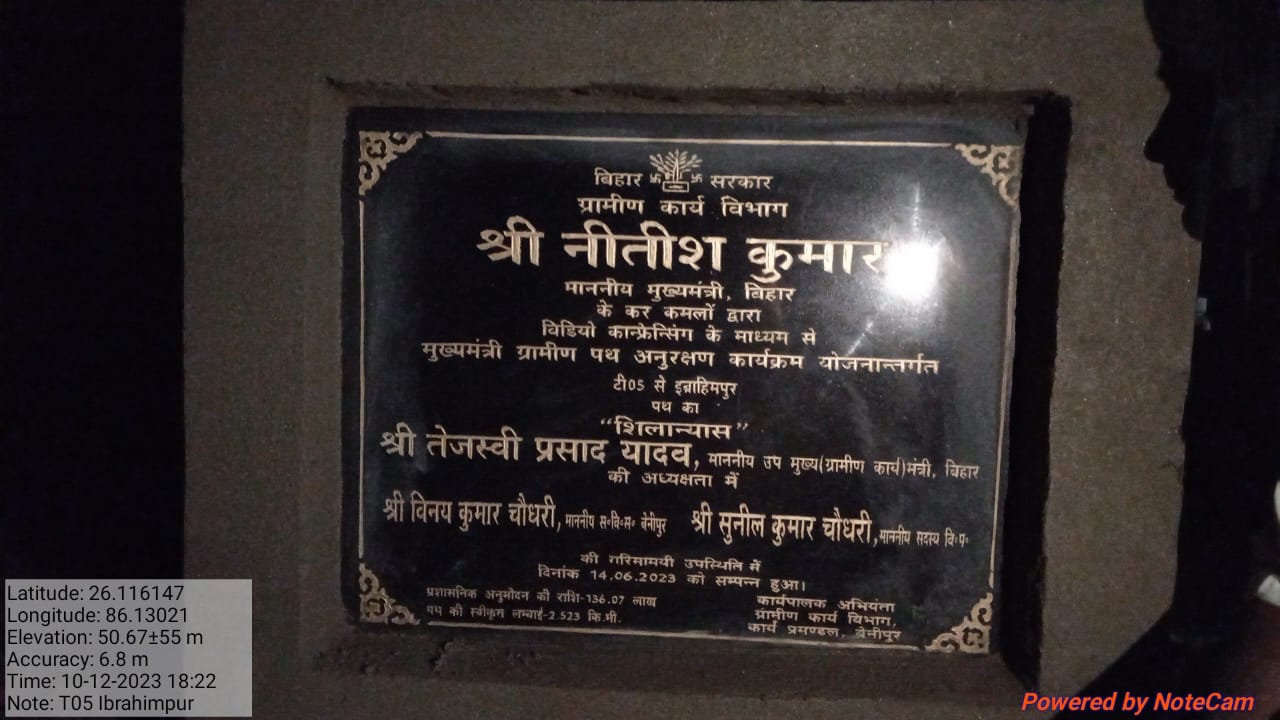 बिहार सरकार
ग्रामीण कार्य विभाग
श्री नीतीश कुमार
माननीय मुख्यमंत्री, बिहार
के कर कमलों द्वारा
विडियो कान्फ्रेन्सिंग के माध्यम से
मुख्यमंत्री ग्रामीण पथ अनुरक्षण कार्यक्रम योजनान्तर्गत
टी05 से इब्राहिमपुर
पथ का
“शिलान्यास”
श्री तेजस्वी प्रसाद यादव, माननीय उप मुख्य(ग्रामीण कार्य)मंत्री, बिहार
की अध्यक्षता में
श्री विनय कुमार चौधरी, माननीय स०वि०स० बेनीपुर श्री सुनील कुमार चौधरी, माननीय सदस्य वि०प०
की गरिमामयी उपस्थिति में
दिनांक 14.06.2023 को सम्पन्न हुआ।
प्रशासनिक अनुमोदन की राशि-136.07 लाख
पथ की स्वीकृत लम्बाई-2.523 कि.मी.
कार्यपालक अभियंता
ग्रामीण कार्य विभाग,
कार्य प्रमण्डल, बेनीपुर
Latitude: 26.116147
Longitude: 86.13021
Elevation: 50.67±55 m
Accuracy: 6.8 m
Time: 10-12-2023 18:22
Note: T05 Ibrahimpur
Powered by NoteCam